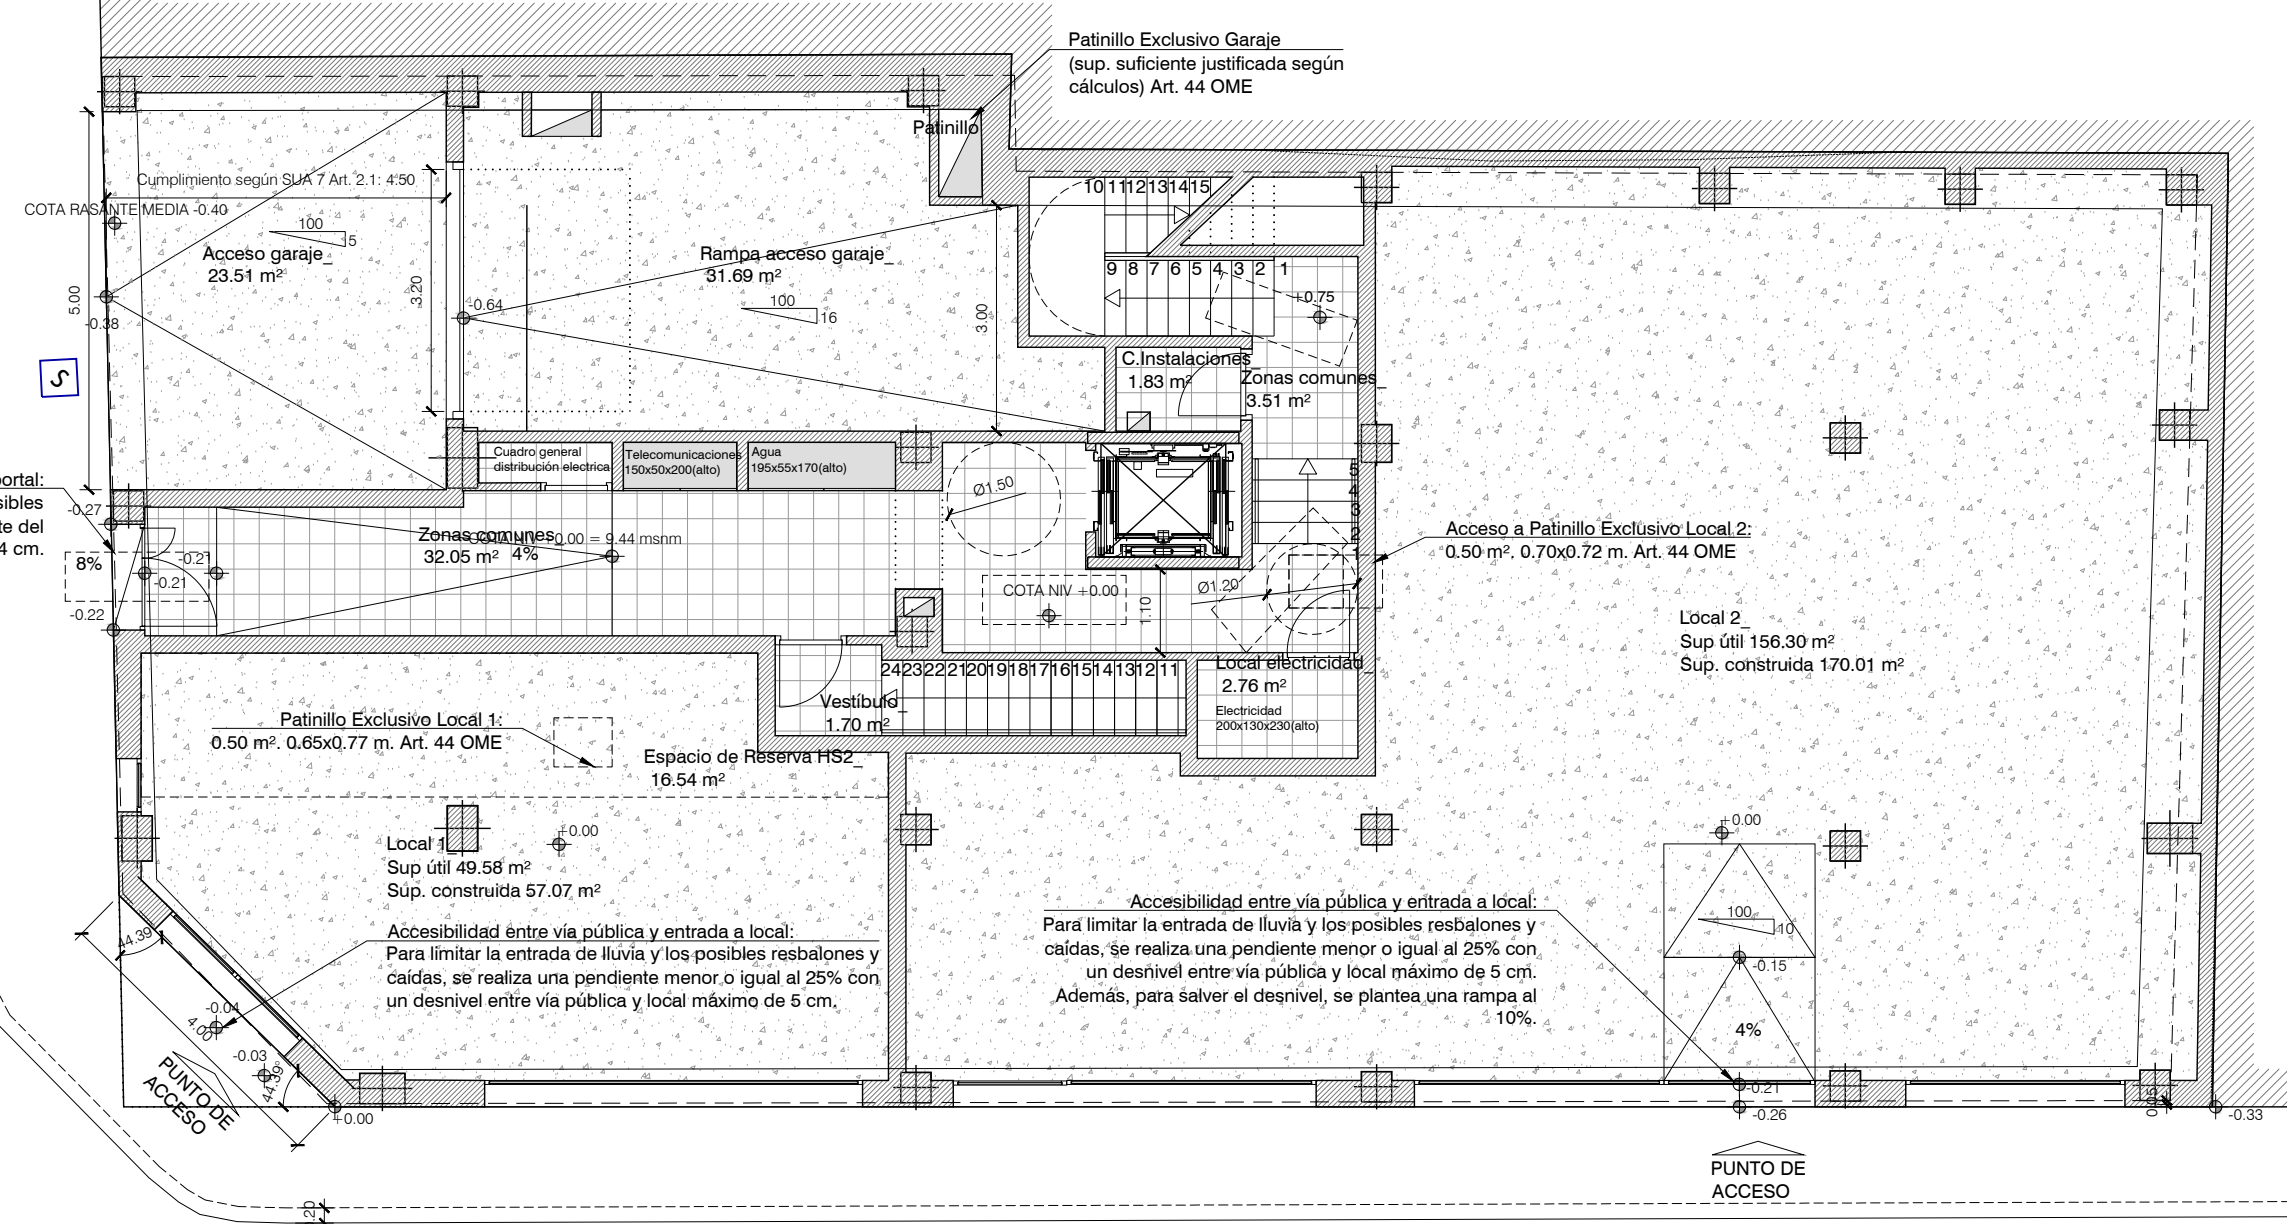 Patinillo Exclusivo Garaje
(sup. suficiente justificada según
cálculos) Art. 44 OME
Patinillo
Cumplimiento según SUA 7 Art. 2.1: 4.50
COTA RASANTE MEDIA -0.40
100
5
Acceso garaje_
23.51 m²
5.00
-0.38
3.20
-0.64
Rampa acceso garaje_
31.69 m²
100
16
3.00
10 11 12 13 14 15
9 8 7 6 5 4 3 2 1
+0.75
C.Instalaciones_
1.83 m²
Zonas comunes_
3.51 m²
S
Cuadro general
distribución electrica
Telecomunicaciones
150x50x200(alto)
Agua
195x55x170(alto)
Ø1.50
5
4
3
2
1
portal:
sibles
te del
4 cm.
-0.27
8%
-0.21
-0.21
-0.22
Zonas comunes_
COTA NIV +0.00 = 9.44 msnm
32.05 m²
4%
COTA NIV +0.00
1.10
Ø1.20
Acceso a Patinillo Exclusivo Local 2:
0.50 m², 0.70x0.72 m. Art. 44 OME
Local 2_
Sup útil 156.30 m²
Sup. construida 170.01 m²
24 23 22 21 20 19 18 17 16 15 14 13 12 11
Vestíbulo_
1.70 m²
Local electricidad_
2.76 m²
Electricidad
200x130x230(alto)
Patinillo Exclusivo Local 1:
0.50 m². 0.65x0.77 m. Art. 44 OME
Espacio de Reserva HS2_
16.54 m²
+0.00
Local 1_
Sup útil 49.58 m²
Sup. construida 57.07 m²
Accesibilidad entre vía pública y entrada a local:
Para limitar la entrada de lluvia y los posibles resbalones y
caídas, se realiza una pendiente menor o igual al 25% con
un desnivel entre vía pública y local máximo de 5 cm.
Accesibilidad entre vía pública y entrada a local:
Para limitar la entrada de lluvia y los posibles resbalones y
caídas, se realiza una pendiente menor o igual al 25% con
un desnivel entre vía pública y local máximo de 5 cm.
Además, para salver el desnivel, se plantea una rampa al
10%.
+0.00
100
10
-0.15
4%
-0.21
-0.26
0.05
-0.33
44.39°
4.00
-0.04
-0.03
44.39°
+0.00
PUNTO DE
ACCESO
PUNTO DE
ACCESO
.20